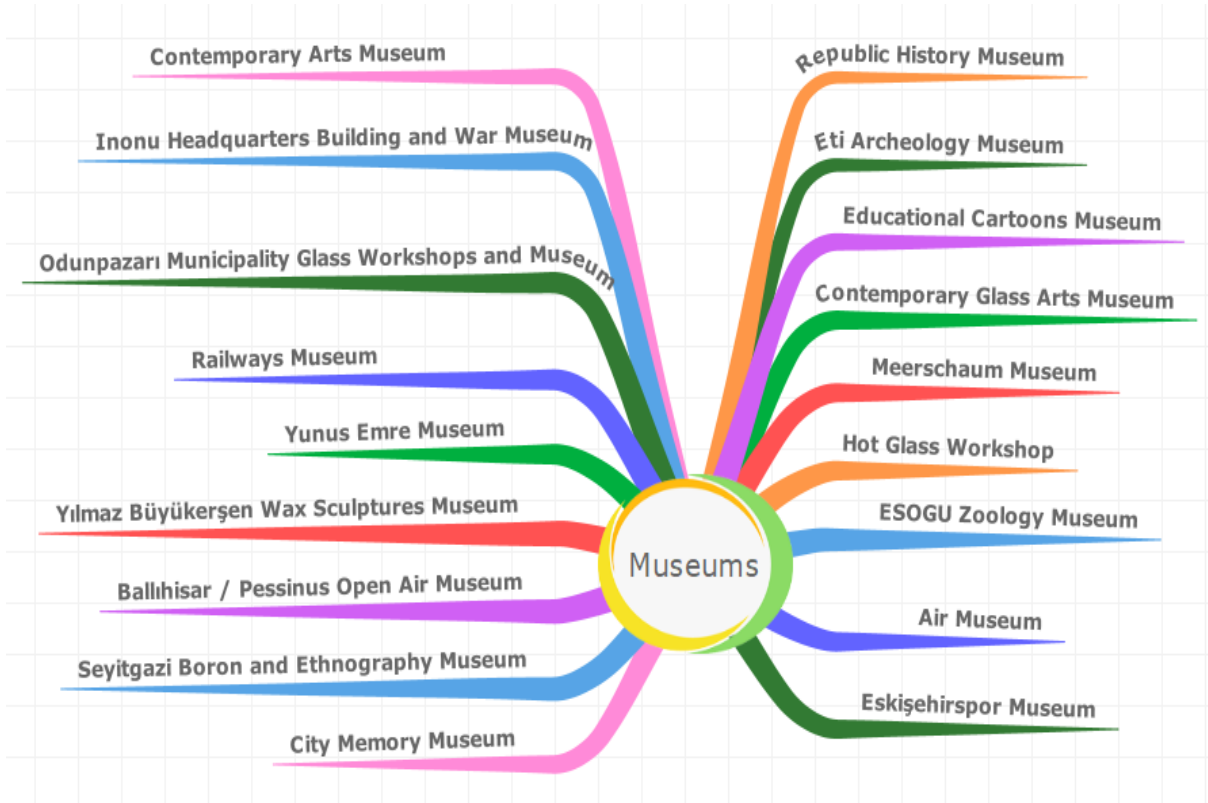 Contemporary Arts Museum
Inonu Headquarters Building and War Museum
Odunpazarı Municipality Glass Workshops and Museum
Railways Museum
Yunus Emre Museum
Yılmaz Büyükerşen Wax Sculptures Museum
Ballıhisar / Pessinus Open Air Museum
Seyitgazi Boron and Ethnography Museum
City Memory Museum
Museums
Republic History Museum
Eti Archeology Museum
Educational Cartoons Museum
Contemporary Glass Arts Museum
Meerschaum Museum
Hot Glass Workshop
ESOGU Zoology Museum
Air Museum
Eskişehirspor Museum